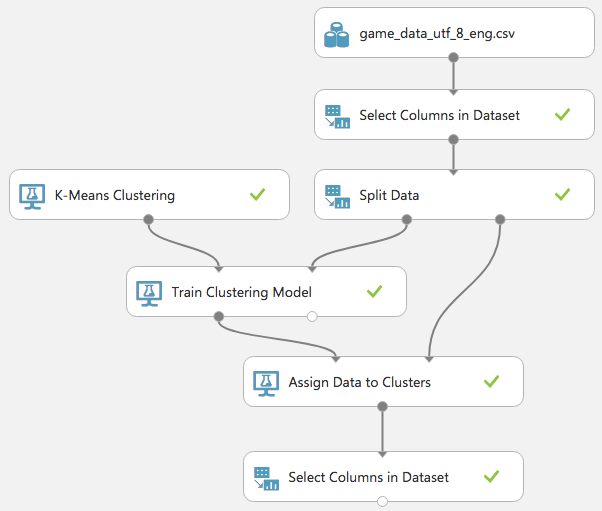 game_data_utf_8_eng.csv
Select Columns in Dataset
K-Means Clustering
Split Data
Train Clustering Model
Assign Data to Clusters
Select Columns in Dataset